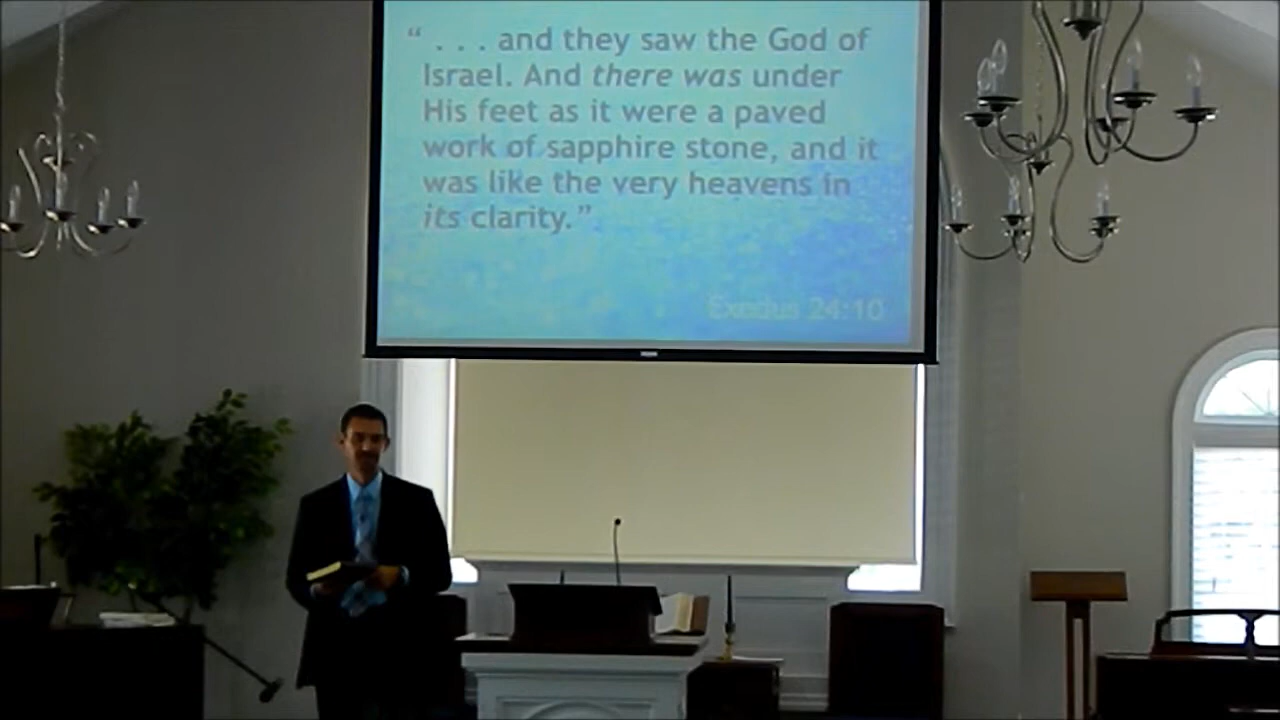 “ . . . and they saw the God of
Israel. And there was under
His feet as it were a paved
work of sapphire stone, and it
was like the very heavens in
its clarity.”
Exodus 24:10